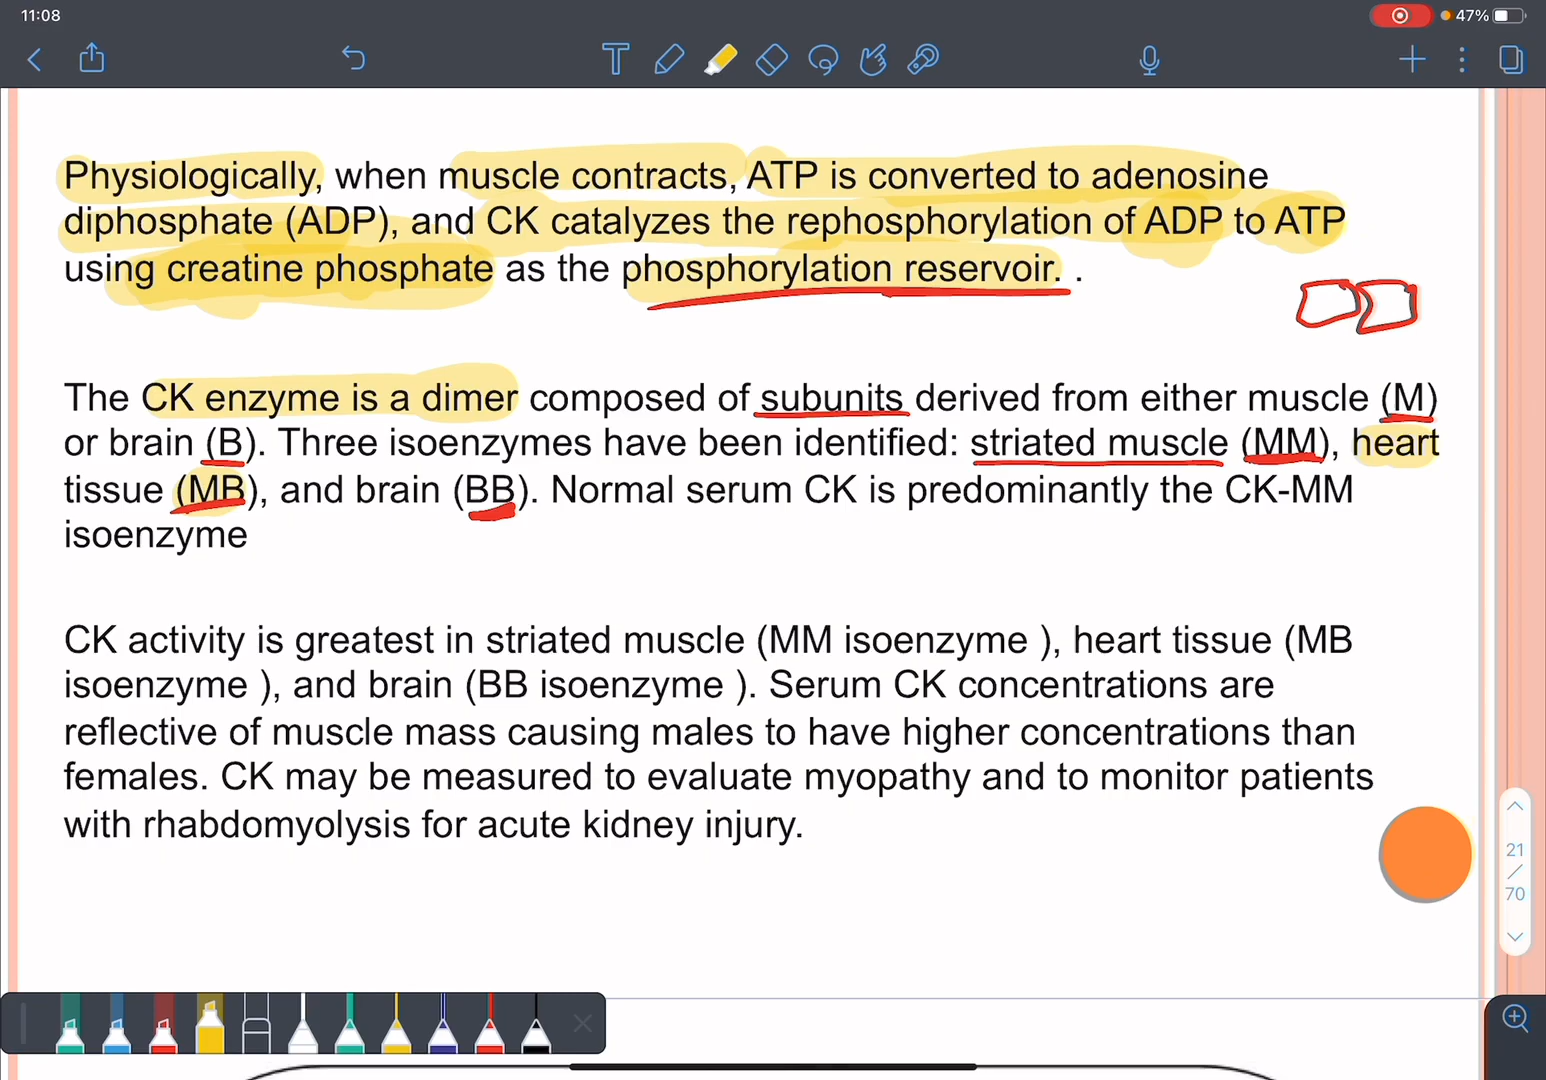 11:08
47%
Physiologically, when muscle contracts, ATP is converted to adenosine
diphosphate (ADP), and CK catalyzes the rephosphorylation of ADP to ATP
using creatine phosphate as the phosphorylation reservoir. .
The CK enzyme is a dimer composed of subunits derived from either muscle (M)
or brain (B). Three isoenzymes have been identified: striated muscle (MM), heart
tissue (MB), and brain (BB). Normal serum CK is predominantly the CK-MM
isoenzyme
CK activity is greatest in striated muscle (MM isoenzyme ), heart tissue (MB
isoenzyme ), and brain (BB isoenzyme ). Serum CK concentrations are
reflective of muscle mass causing males to have higher concentrations than
females. CK may be measured to evaluate myopathy and to monitor patients
with rhabdomyolysis for acute kidney injury.
21
/
70